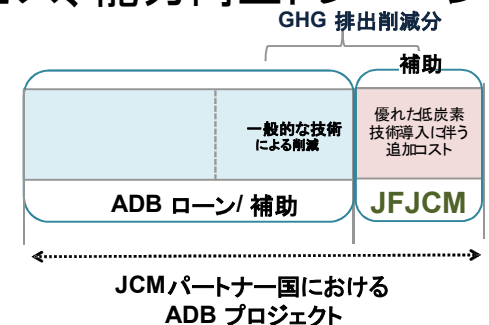 GHG 排出削減分
補助
一般的な技術
による削減
優れた低炭素
技術導入に伴う
追加コスト
ADB ローン/ 補助
JFJCM
JCMパートナー国における
ADB プロジェクト